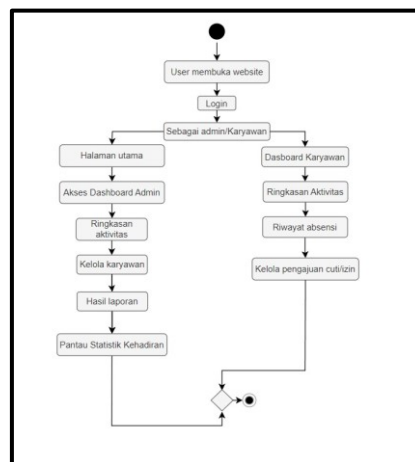 User membuka website
Login
Sebagai admin/Karyawan
Halaman utama
Akses Dashboard Admin
Ringkasan
aktivitas
Kelola karyawan
Hasil laporan
Pantau Statistik Kehadiran
Dasboard Karyawan
Ringkasan Aktivitas
Riwayat absensi
Kelola pengajuan cuti/izin